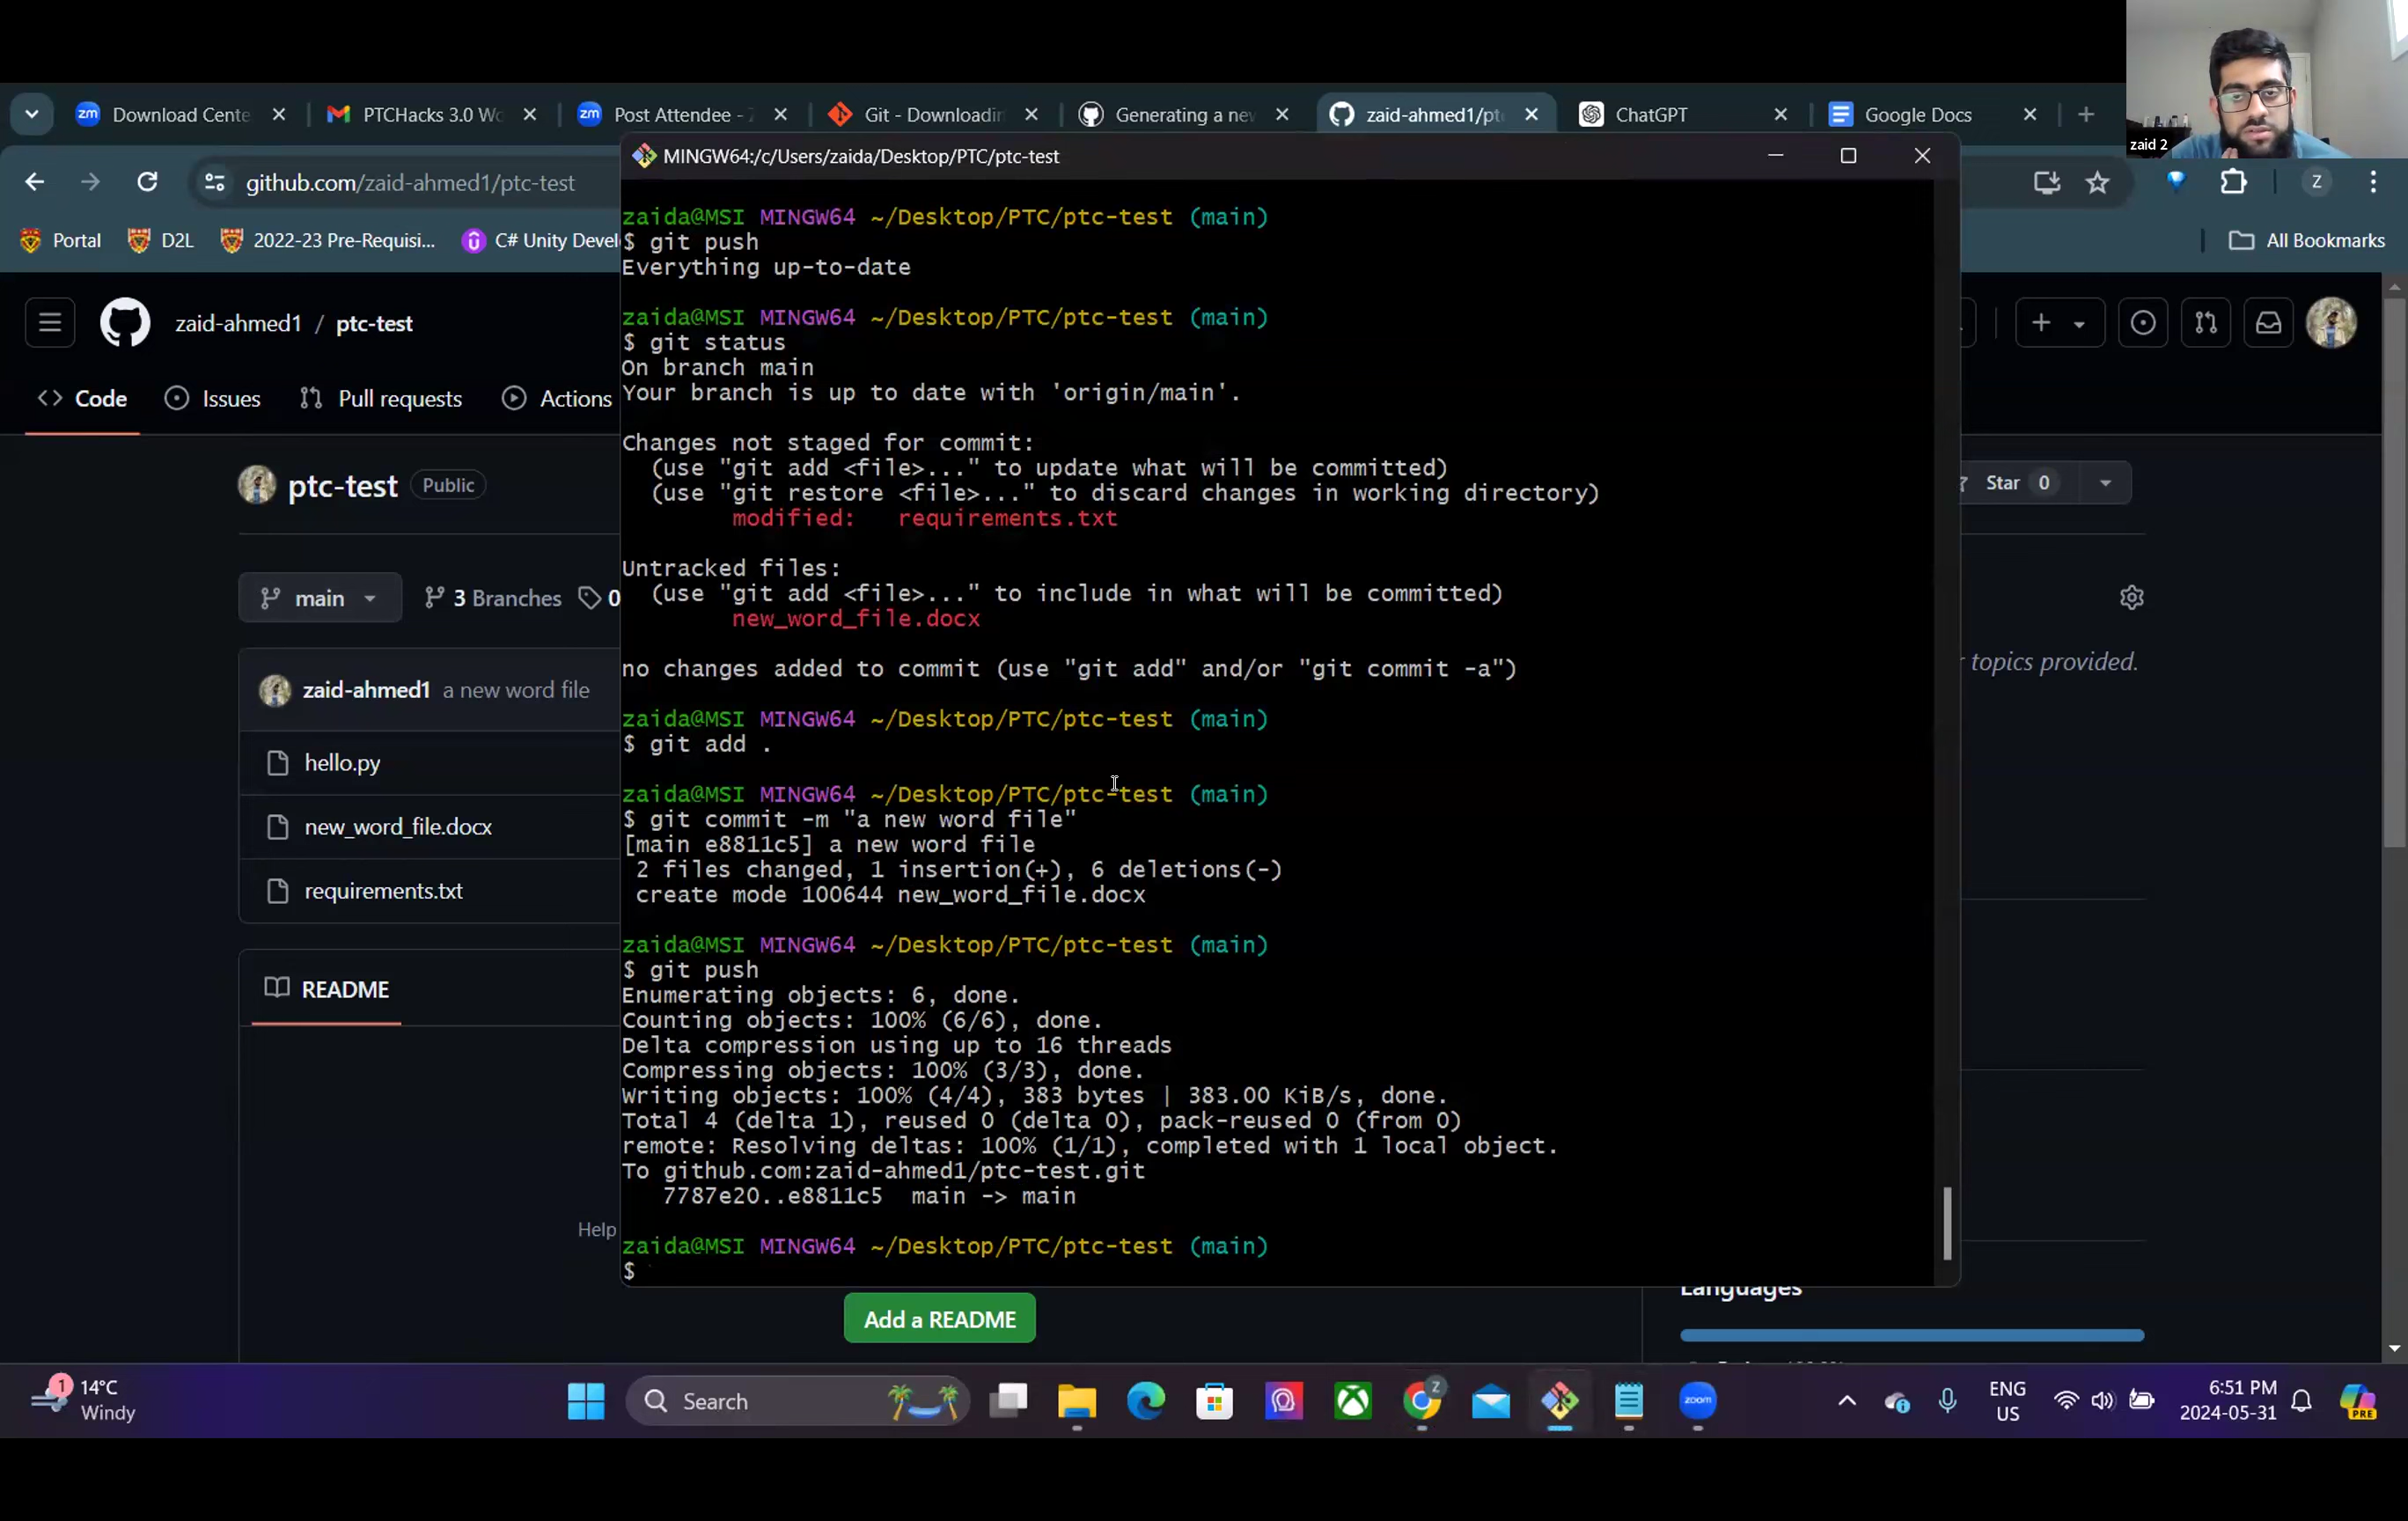 Download Cente
PTCHacks 3.0 Wo
Post Attendee - Z
Git - Downloadin
Generating a new
zaid-ahmed1/pt
ChatGPT
Google Docs
zaid 2
github.com/zaid-ahmed1/ptc-test
Portal
D2L
2022-23 Pre-Requisi...
C# Unity Devel
All Bookmarks
zaid-ahmed1 / ptc-test
Code
Issues
Pull requests
Actions
ptc-test
Public
Star 0
main
3 Branches
0
topics provided.
zaid-ahmed1 a new word file
hello.py
new_word_file.docx
requirements.txt
README
Help
Add a README
Languages
MINGW64:/c/Users/zaida/Desktop/PTC/ptc-test
zaida@MSI MINGW64 ~/Desktop/PTC/ptc-test (main)
$ git push
Everything up-to-date
zaida@MSI MINGW64 ~/Desktop/PTC/ptc-test (main)
$ git status
On branch main
Your branch is up to date with 'origin/main'.
Changes not staged for commit:
(use "git add <file>..." to update what will be committed)
(use "git restore <file>..." to discard changes in working directory)
modified: requirements.txt
Untracked files:
(use "git add <file>..." to include in what will be committed)
new_word_file.docx
no changes added to commit (use "git add" and/or "git commit -a")
zaida@MSI MINGW64 ~/Desktop/PTC/ptc-test (main)
$ git add .
zaida@MSI MINGW64 ~/Desktop/PTC/ptc-test (main)
$ git commit -m "a new word file"
[main e8811c5] a new word file
2 files changed, 1 insertion(+), 6 deletions(-)
create mode 100644 new_word_file.docx
zaida@MSI MINGW64 ~/Desktop/PTC/ptc-test (main)
$ git push
Enumerating objects: 6, done.
Counting objects: 100% (6/6), done.
Delta compression using up to 16 threads
Compressing objects: 100% (3/3), done.
Writing objects: 100% (4/4), 383 bytes | 383.00 KiB/s, done.
Total 4 (delta 1), reused 0 (delta 0), pack-reused 0 (from 0)
remote: Resolving deltas: 100% (1/1), completed with 1 local object.
To github.com:zaid-ahmed1/ptc-test.git
7787e20..e8811c5 main -> main
zaida@MSI MINGW64 ~/Desktop/PTC/ptc-test (main)
$
1
14°C
Windy
Search
zoom
ENG
US
6:51 PM
2024-05-31
PRE